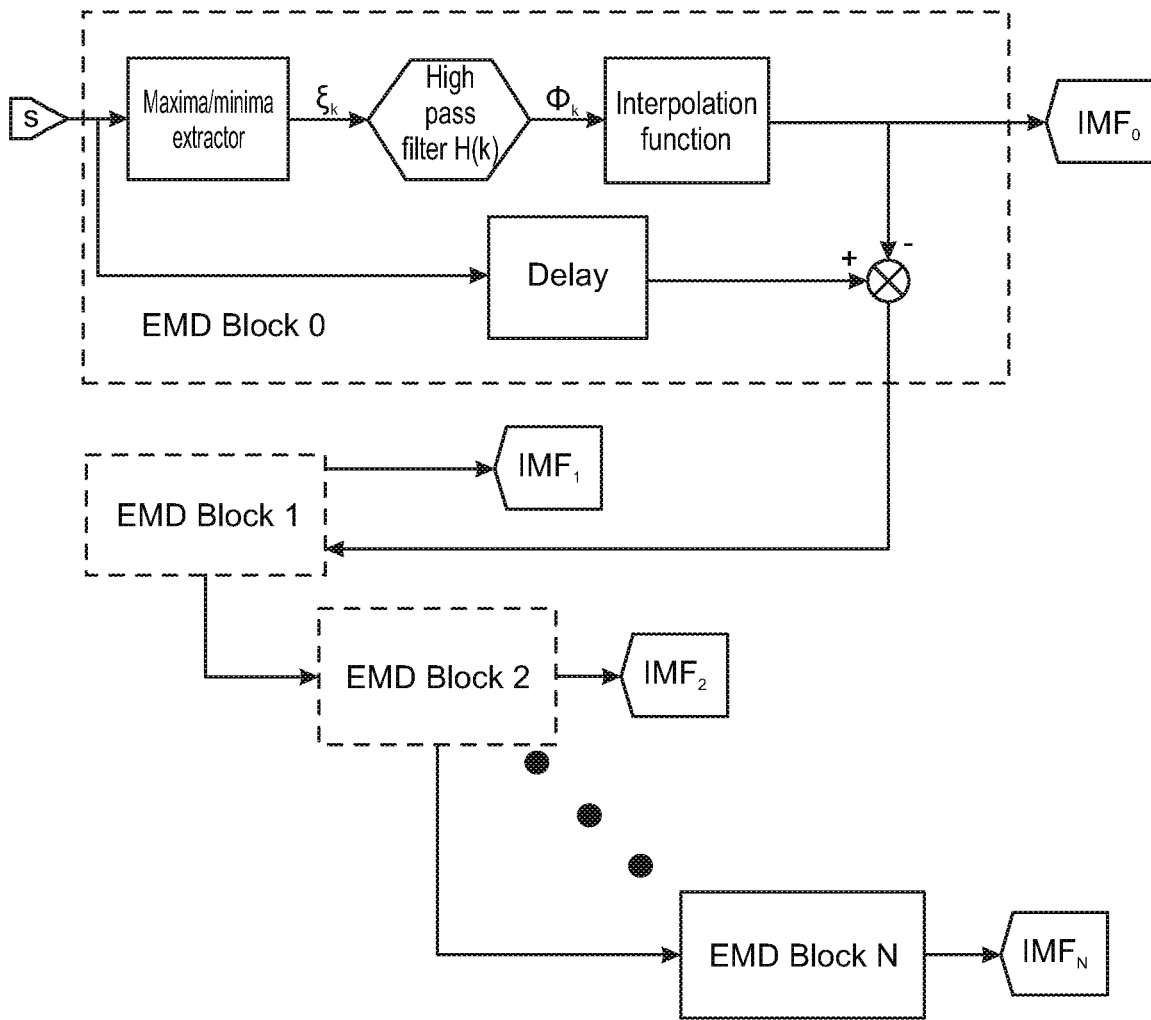 s
Maxima/minima
extractor
ξk
High
pass
filter H(k)
Φk
Interpolation
function
IMF0
-
+
Delay
EMD Block 0
IMF1
EMD Block 1
EMD Block 2
IMF2
EMD Block N
IMFN